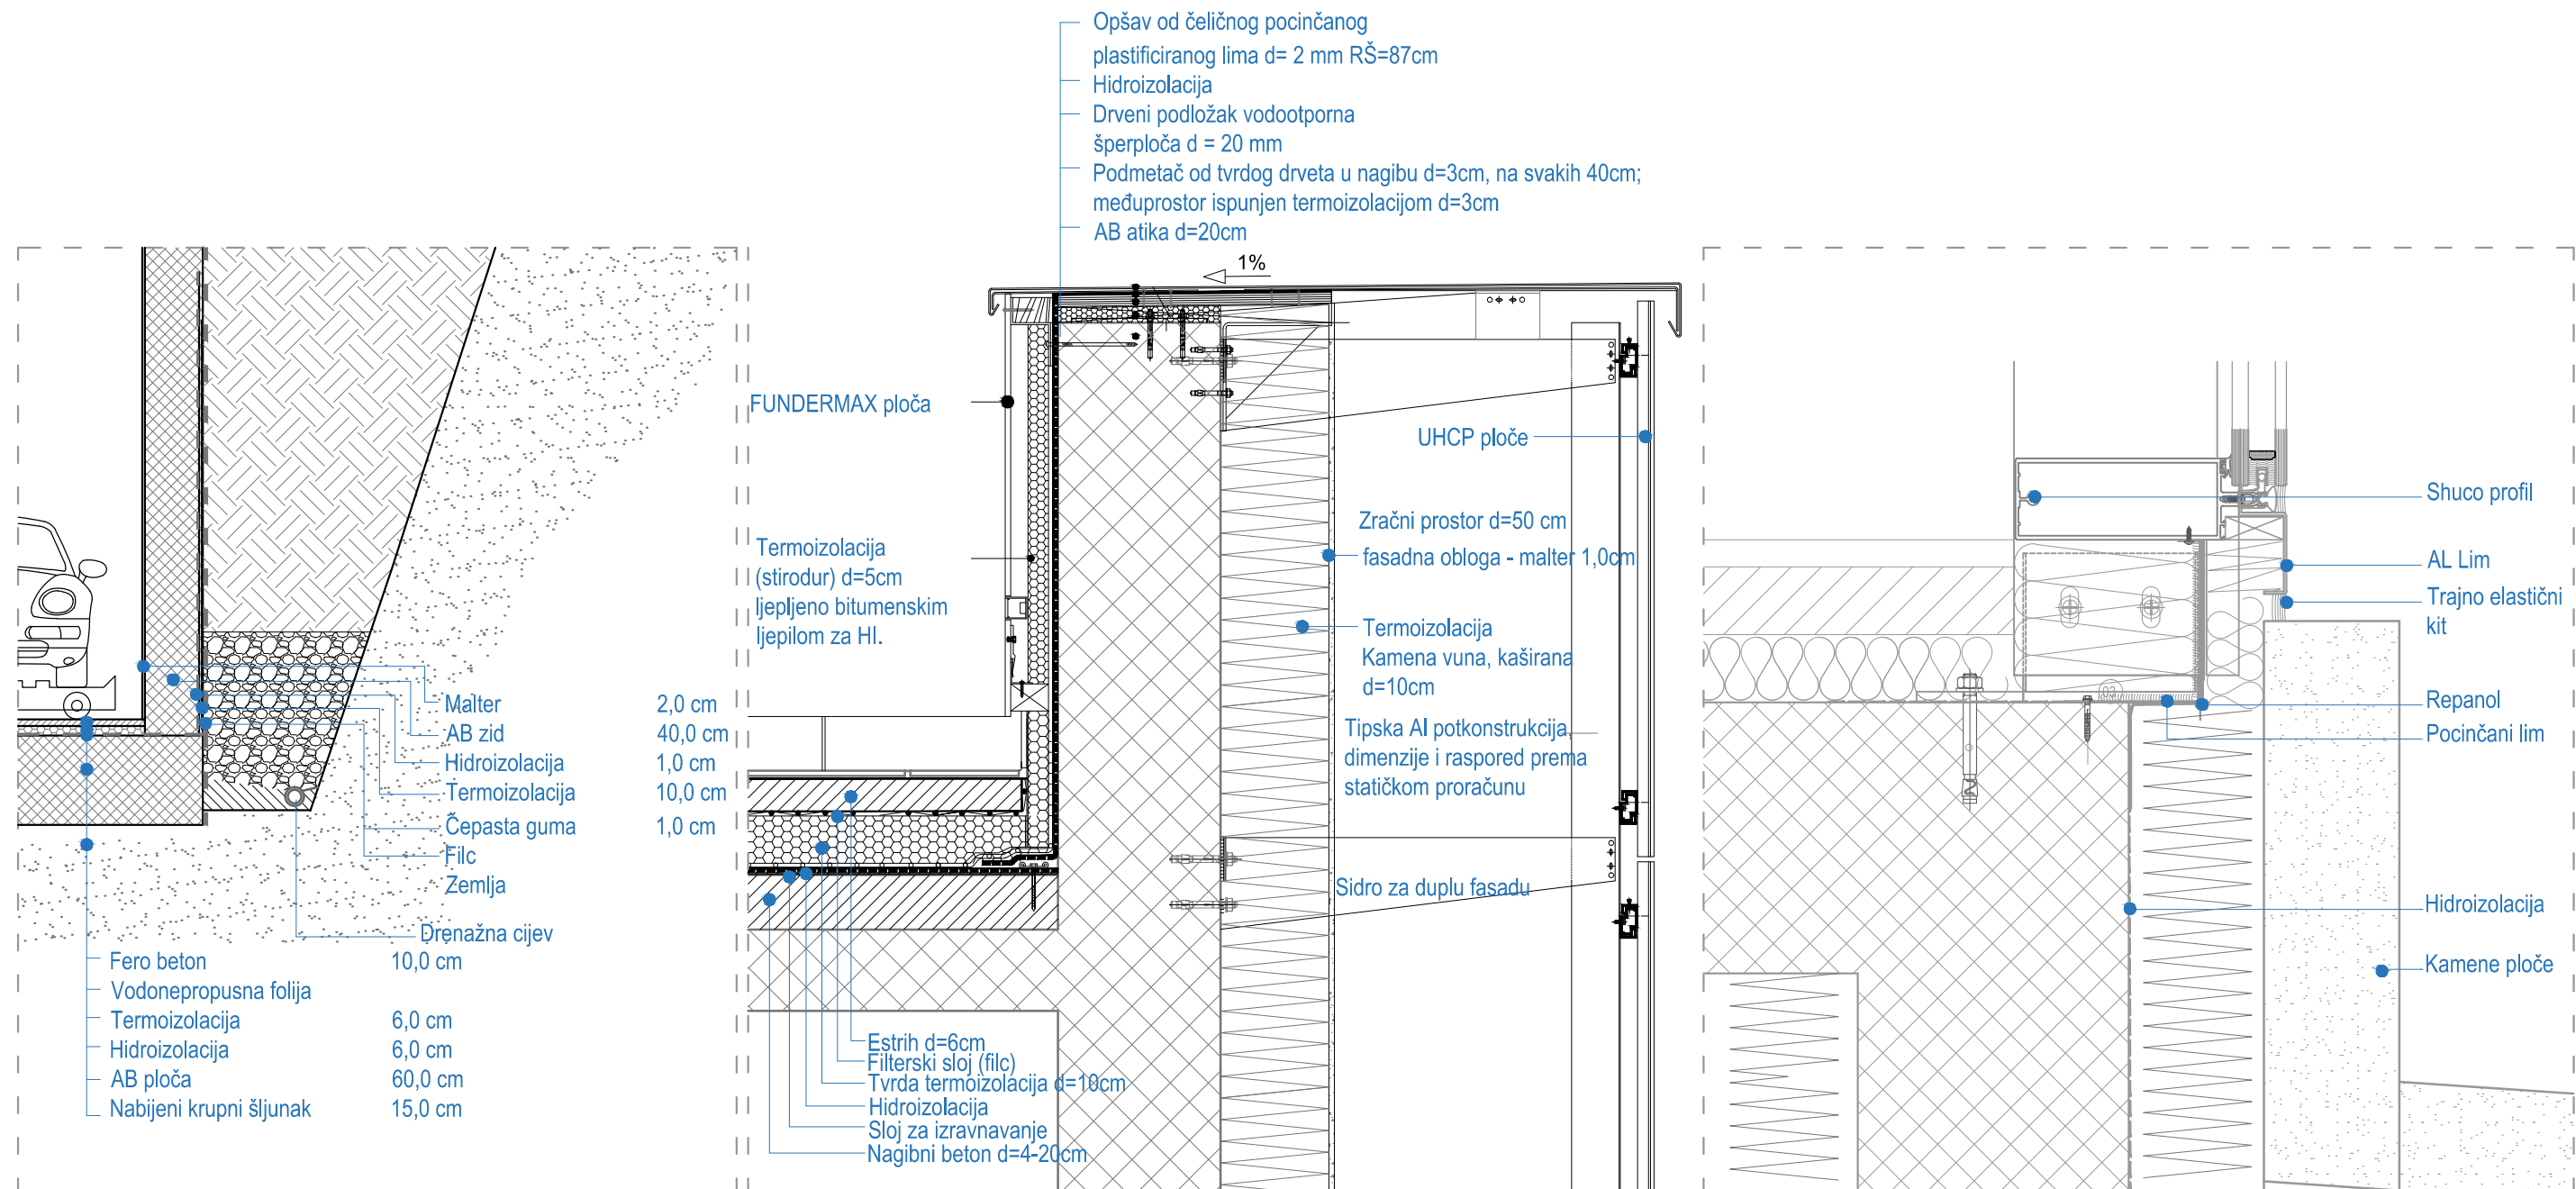 Opšav od čeličnog pocinčanog
plastificiranog lima d= 2 mm RŠ=87cm
Hidroizolacija
Drveni podložak vodootporna
šperploča d = 20 mm
Podmetač od tvrdog drveta u nagibu d=3cm, na svakih 40cm;
međuprostor ispunjen termoizolacijom d=3cm
AB atika d=20cm
1%
Malter 2,0 cm
AB zid 40,0 cm
Hidroizolacija 1,0 cm
Termoizolacija 10,0 cm
Čepasta guma 1,0 cm
Filc
Zemlja
Drenažna cijev
Fero beton 10,0 cm
Vodonepropusna folija
Termoizolacija 6,0 cm
Hidroizolacija 6,0 cm
AB ploča 60,0 cm
Nabijeni krupni šljunak 15,0 cm
FUNDERMAX ploča
Termoizolacija
(stirodur) d=5cm
ljepljeno bitumenskim
ljepilom za HI.
UHCP ploče
Zračni prostor d=50 cm
fasadna obloga - malter 1,0cm
Termoizolacija
Kamena vuna, kaširana
d=10cm
Tipska Al potkonstrukcija,
dimenzije i raspored prema
statičkom proračunu
Sidro za duplu fasadu
Estrih d=6cm
Filterski sloj (filc)
Tvrda termoizolacija d=10cm
Hidroizolacija
Sloj za izravnavanje
Nagibni beton d=4-20cm
Shuco profil
AL Lim
Trajno elastični
kit
03
Repanol
Pocinčani lim
Hidroizolacija
Kamene ploče